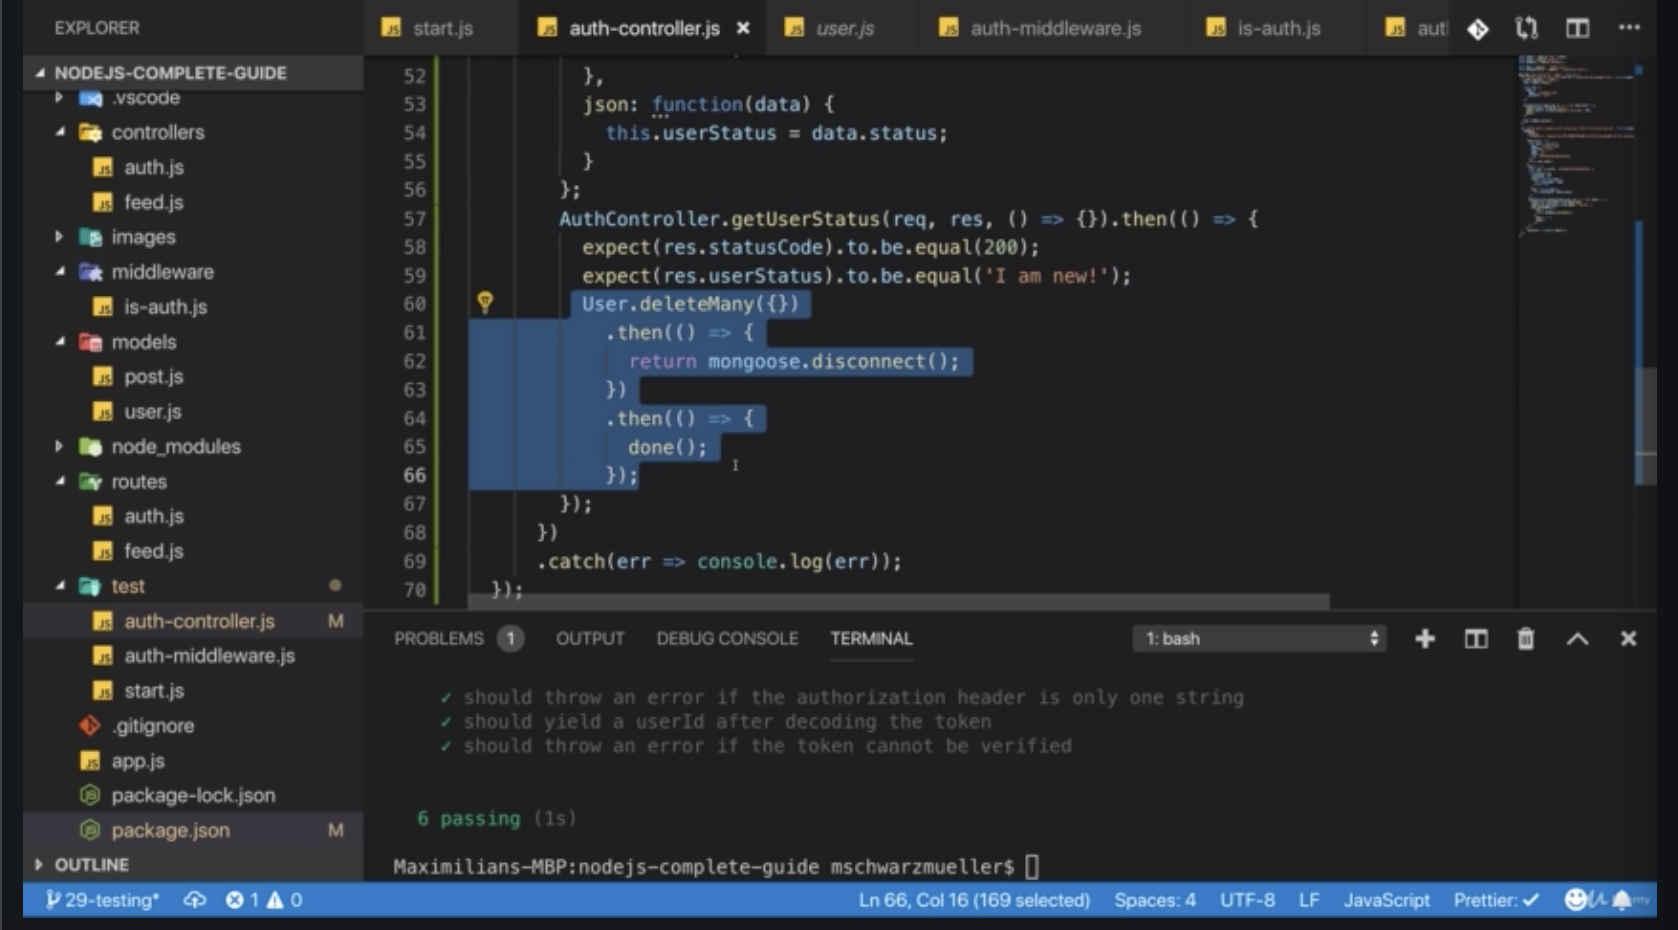 EXPLORER
start.js
auth-controller.js
user.js
auth-middleware.js
is-auth.js
aut
NODEJS-COMPLETE-GUIDE
.vscode
controllers
auth.js
feed.js
images
middleware
is-auth.js
models
post.js
user.js
node_modules
routes
auth.js
feed.js
test
auth-controller.js M
auth-middleware.js
start.js
.gitignore
app.js
package-lock.json
package.json M
OUTLINE
52 },
53 json: function(data) {
54 this.userStatus = data.status;
55 }
56 };
57 AuthController.getUserStatus(req, res, () => {}).then(() => {
58 expect(res.statusCode).to.be.equal(200);
59 expect(res.userStatus).to.be.equal('I am new!');
60 User.deleteMany({})
61 .then(() => {
62 return mongoose.disconnect();
63 })
64 .then(() => {
65 done();
66 });
67 });
68 })
69 .catch(err => console.log(err));
70 });
PROBLEMS 1 OUTPUT DEBUG CONSOLE TERMINAL 1: bash
✓ should throw an error if the authorization header is only one string
✓ should yield a userId after decoding the token
✓ should throw an error if the token cannot be verified
6 passing (1s)
Maximilians-MBP:nodejs-complete-guide mschwarzmueller$
29-testing* 1 0 Ln 66, Col 16 (169 selected) Spaces: 4 UTF-8 LF JavaScript Prettier: ✓